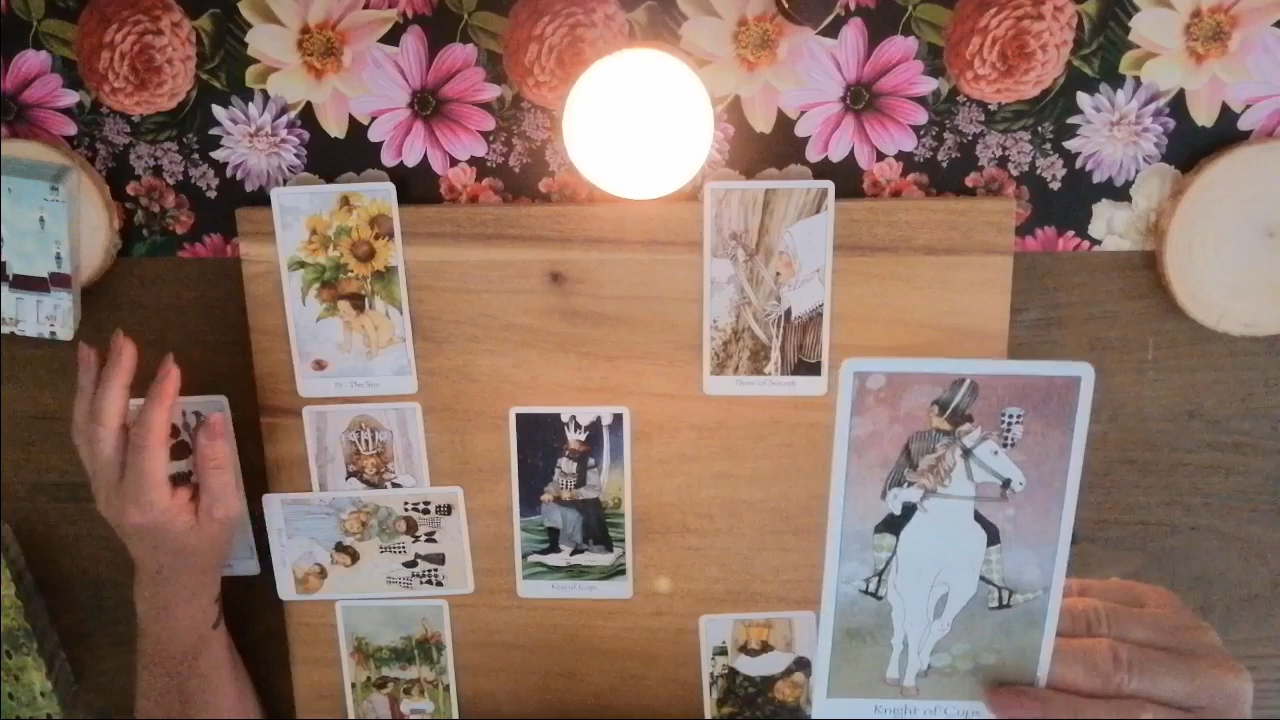 19 - The Sun
Three of Swords
King of Cups
Knight of Cups